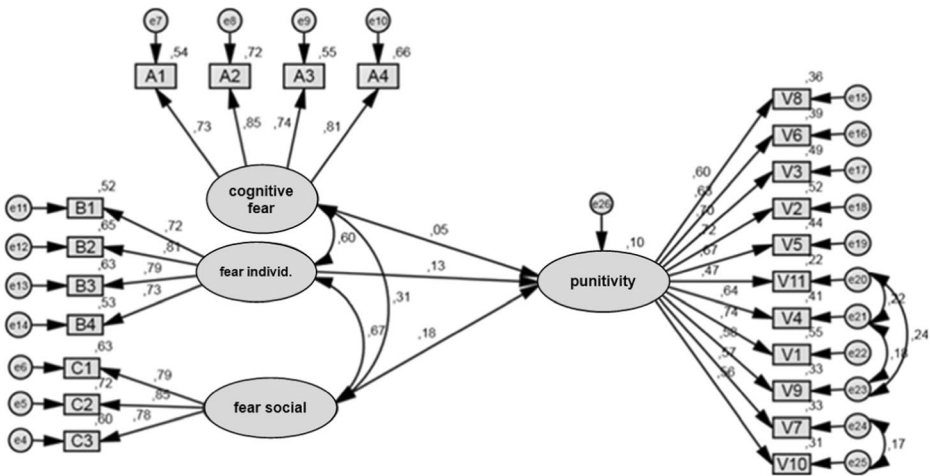 e7 e8 e9 e10
,54 ,72 ,55 ,66
A1 A2 A3 A4
,73 ,85 ,74 ,81
cognitive
fear
e11 B1 ,52
e12 B2 ,65
e13 B3 ,63
e14 B4 ,53
,72
,81
,79
,73
fear individ.
e6 C1 ,63
e5 C2 ,72
e4 C3 ,60
,79
,85
,78
fear social
,60
,31
,67
,05
,13
,18
e26
,10
punitivity
,60
,63
,70
,72
,67
,47
,64
,74
,58
,57
,56
,36
V8 e15
,39
V6 e16
,49
V3 e17
,52
V2 e18
,44
V5 e19
,22
V11 e20
,41
V4 e21
,55
V1 e22
,33
V9 e23
,33
V7 e24
,31
V10 e25
,22
,24
,18
,17